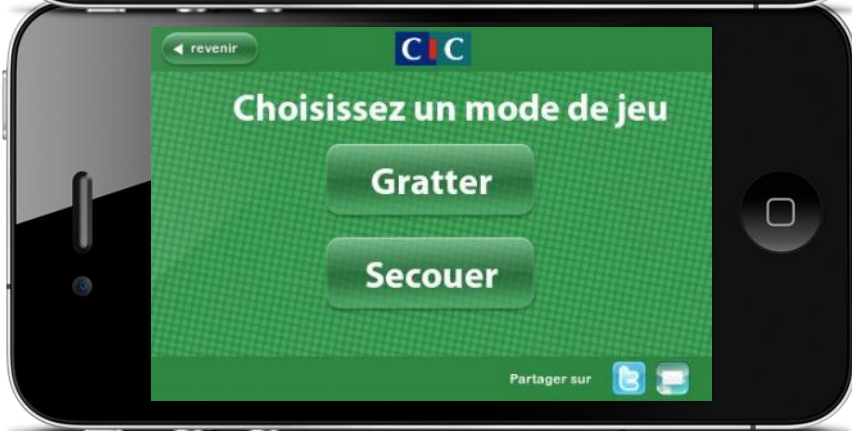 revenir
CIC
Choisissez un mode de jeu
Gratter
Secouer
Partager sur